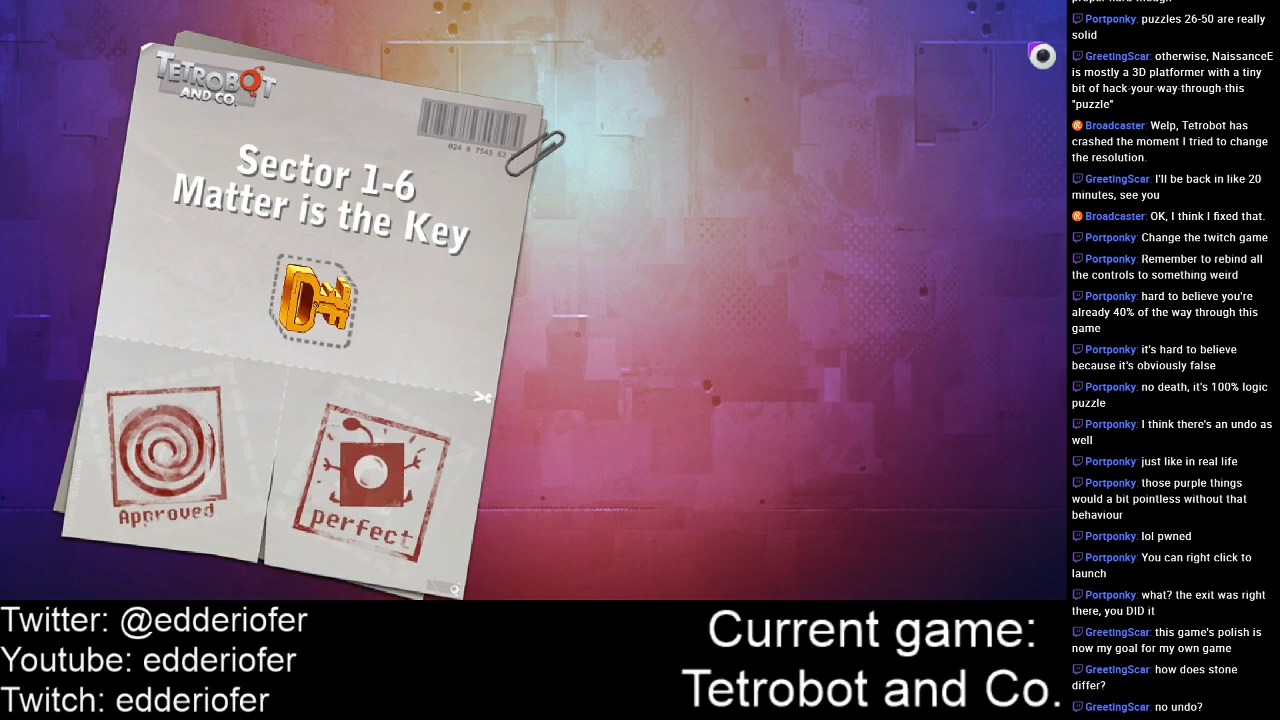 TETROBOT
AND CO.
024 8 7545 62
Sector 1-6
Matter is the Key
Approved
perfect
Twitter: @edderiofer
Youtube: edderiofer
Twitch: edderiofer
Current game:
Tetrobot and Co.
Portponky: puzzles 26-50 are really
solid
GreetingScar: otherwise, NaissanceE
is mostly a 3D platformer with a tiny
bit of hack-your-way-through-this
"puzzle"
Broadcaster: Welp, Tetrobot has
crashed the moment I tried to change
the resolution.
GreetingScar: I'll be back in like 20
minutes, see you
Broadcaster: OK, I think I fixed that.
Portponky: Change the twitch game
Portponky: Remember to rebind all
the controls to something weird
Portponky: hard to believe you're
already 40% of the way through this
game
Portponky: it's hard to believe
because it's obviously false
Portponky: no death, it's 100% logic
puzzle
Portponky: I think there's an undo as
well
Portponky: just like in real life
Portponky: those purple things
would a bit pointless without that
behaviour
Portponky: lol pwned
Portponky: You can right click to
launch
Portponky: what? the exit was right
there, you DID it
GreetingScar: this game's polish is
now my goal for my own game
GreetingScar: how does stone
differ?
GreetingScar: no undo?